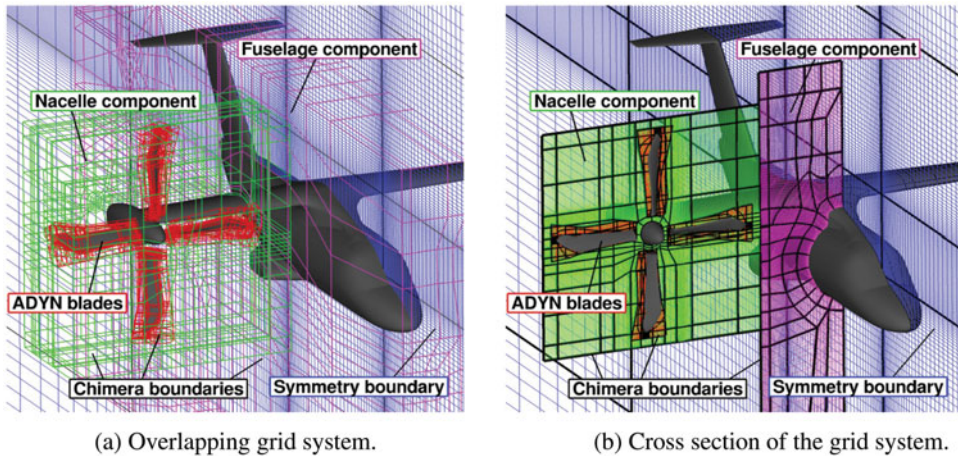 Fuselage component
Nacelle component
ADYN blades
Chimera boundaries
Symmetry boundary
(a) Overlapping grid system.
Fuselage component
Nacelle component
ADYN blades
Chimera boundaries
Symmetry boundary
(b) Cross section of the grid system.